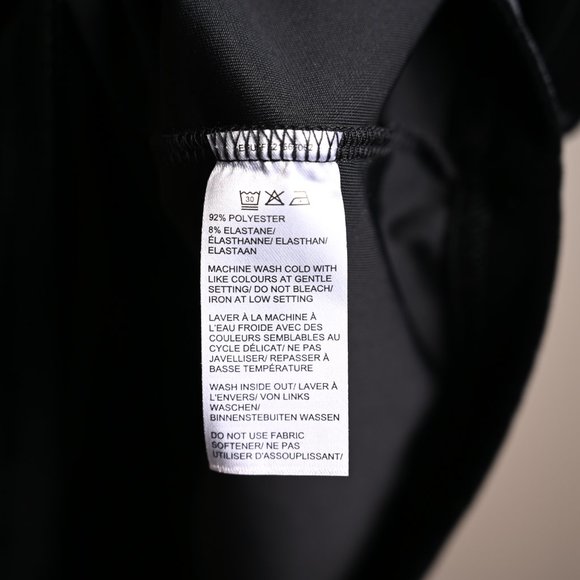 30
92% POLYESTER
8% ELASTANE/
ÉLASTHANNE/ ELASTHAN/
ELASTAAN
MACHINE WASH COLD WITH
LIKE COLOURS AT GENTLE
SETTING/ DO NOT BLEACH/
IRON AT LOW SETTING
LAVER À LA MACHINE À
L'EAU FROIDE AVEC DES
COULEURS SEMBLABLES AU
CYCLE DÉLICAT/ NE PAS
JAVELLISER/ REPASSER À
BASSE TEMPÉRATURE
WASH INSIDE OUT/ LAVER À
L'ENVERS/ VON LINKS
WASCHEN/
BINNENSTEBUITEN WASSEN
DO NOT USE FABRIC
SOFTENER/ NE PAS
UTILISER D'ASSOUPLISSANT/